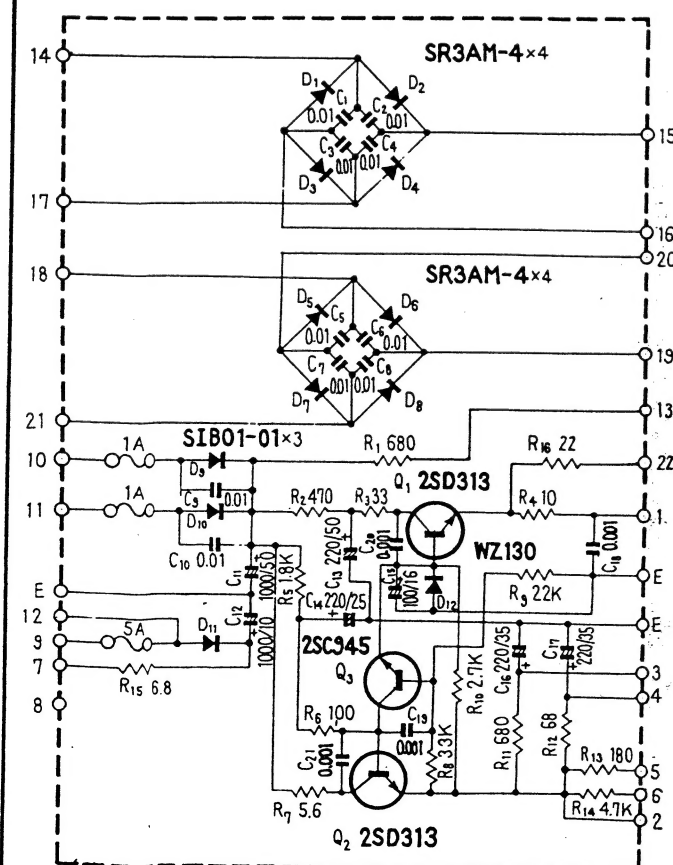 14
SR3AM-4×4
D1
D2
C1
C2
0.01
0.01
C3
C4
0.01
0.01
D3
D4
15
17
16
20
18
SR3AM-4×4
D5
D6
C5
C6
0.01
0.01
C7
C8
0.01
0.01
D7
D8
19
21
13
SIB01-01×3
10
1A
D9
C9
0.01
R1 680
R16 22
22
11
1A
D10
C10 0.01
R2 470
R3 33
Q1 2SD313
R4 10
1
C11
1000/50
R5 1.8K
C13
220/50
C20
0.001
C15
100/16
WZ130
D12
C18 0.001
R9 22K
E
E
12
C12
1000/10
C14 220/25
E
9
5A
D11
2SC945
Q3
7
R15 6.8
8
C16 220/35
C17
220/35
3
4
R10 2.7K
R6 100
C19
0.001
R8 3.3K
R11 680
R12 68
C21
0.001
R13 180
5
R7 5.6
R14 4.7K
6
2
Q2 2SD313